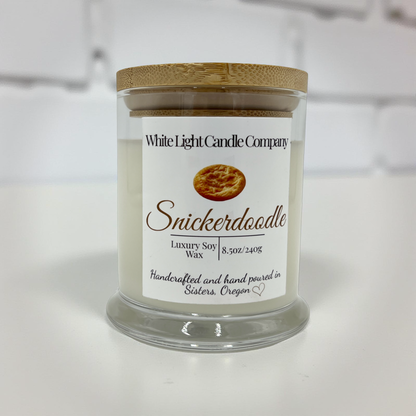 White Light Candle Company
Snickerdoodle
Luxury Soy
Wax
8.5oz/240g
Handcrafted and hand poured in
Sisters, Oregon